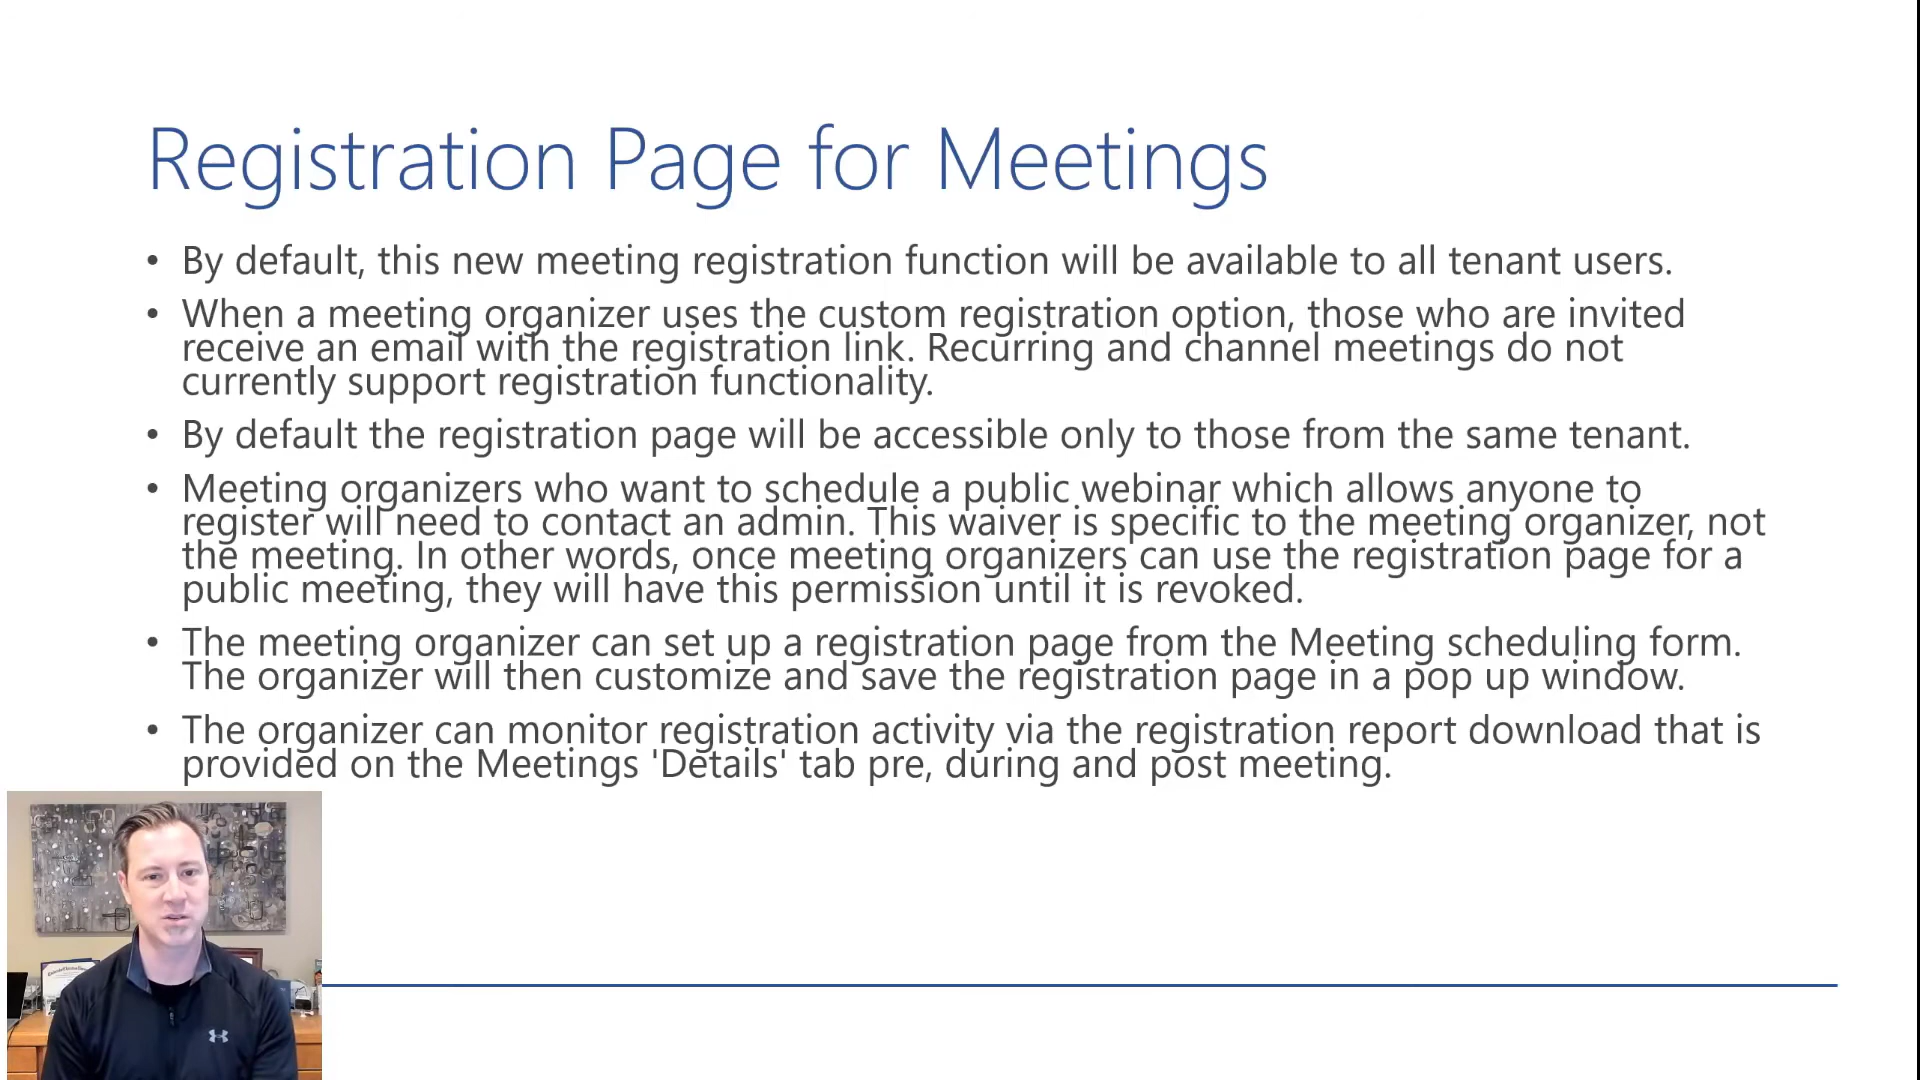 Registration Page for Meetings
• By default, this new meeting registration function will be available to all tenant users.
• When a meeting organizer uses the custom registration option, those who are invited
receive an email with the registration link. Recurring and channel meetings do not
currently support registration functionality.
• By default the registration page will be accessible only to those from the same tenant.
• Meeting organizers who want to schedule a public webinar which allows anyone to
register will need to contact an admin. This waiver is specific to the meeting organizer, not
the meeting. In other words, once meeting organizers can use the registration page for a
public meeting, they will have this permission until it is revoked.
• The meeting organizer can set up a registration page from the Meeting scheduling form.
The organizer will then customize and save the registration page in a pop up window.
• The organizer can monitor registration activity via the registration report download that is
provided on the Meetings 'Details' tab pre, during and post meeting.